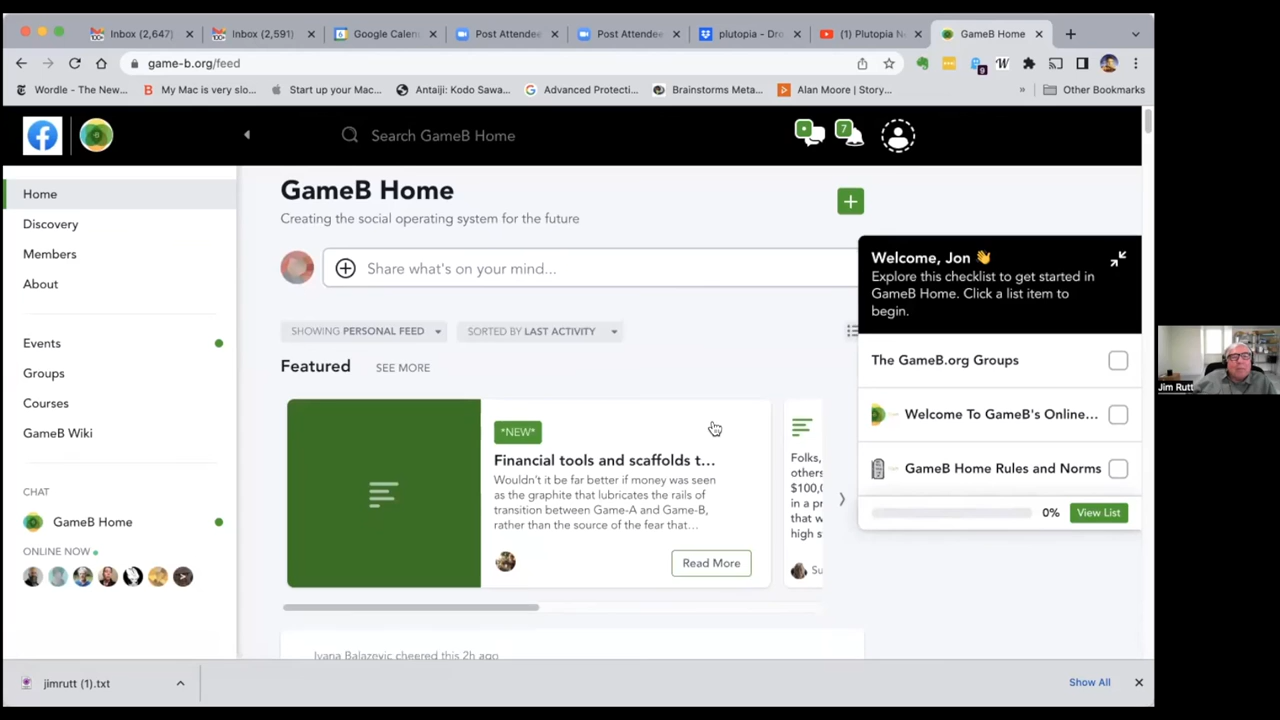 Inbox (2,647)
Inbox (2,591)
Google Calen
Post Attendee
Post Attendee
plutopia – Dro
(1) Plutopia N
GameB Home
game-b.org/feed
9
Wordle - The New...
My Mac is very slo...
Start up your Mac...
Antaiji: Kodo Sawa...
Advanced Protecti...
Brainstorms Meta...
Alan Moore | Story...
»
Other Bookmarks
Search GameB Home
7
Home
Discovery
Members
About
Events
Groups
Courses
GameB Wiki
CHAT
GameB Home
ONLINE NOW
GameB Home
Creating the social operating system for the future
Share what's on your mind...
SHOWING PERSONAL FEED
SORTED BY LAST ACTIVITY
Featured
SEE MORE
*NEW*
Financial tools and scaffolds t...
Wouldn't it be far better if money was seen
as the graphite that lubricates the rails of
transition between Game-A and Game-B,
rather than the source of the fear that...
Read More
Folks,
others
$100,0
in a pr
that w
high s
Su
Ivana Balazevic cheered this 2h ago
Welcome, Jon 👋
Explore this checklist to get started in
GameB Home. Click a list item to
begin.
The GameB.org Groups
Welcome To GameB's Online...
GameB Home Rules and Norms
0%
View List
Jim Rutt
jimrutt (1).txt
Show All